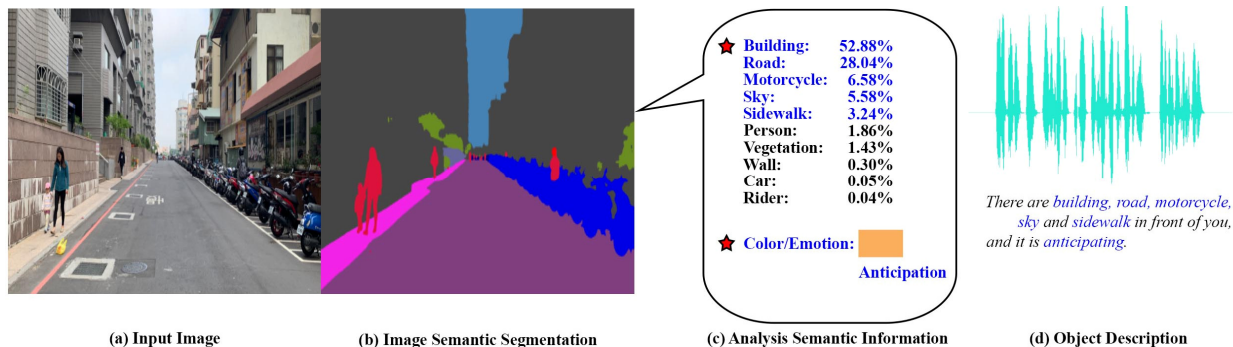 Building: 52.88%
Road: 28.04%
Motorcycle: 6.58%
Sky: 5.58%
Sidewalk: 3.24%
Person: 1.86%
Vegetation: 1.43%
Wall: 0.30%
Car: 0.05%
Rider: 0.04%
Color/Emotion:
Anticipation
There are building, road, motorcycle,
sky and sidewalk in front of you,
and it is anticipating.
(a) Input Image
(b) Image Semantic Segmentation
(c) Analysis Semantic Information
(d) Object Description